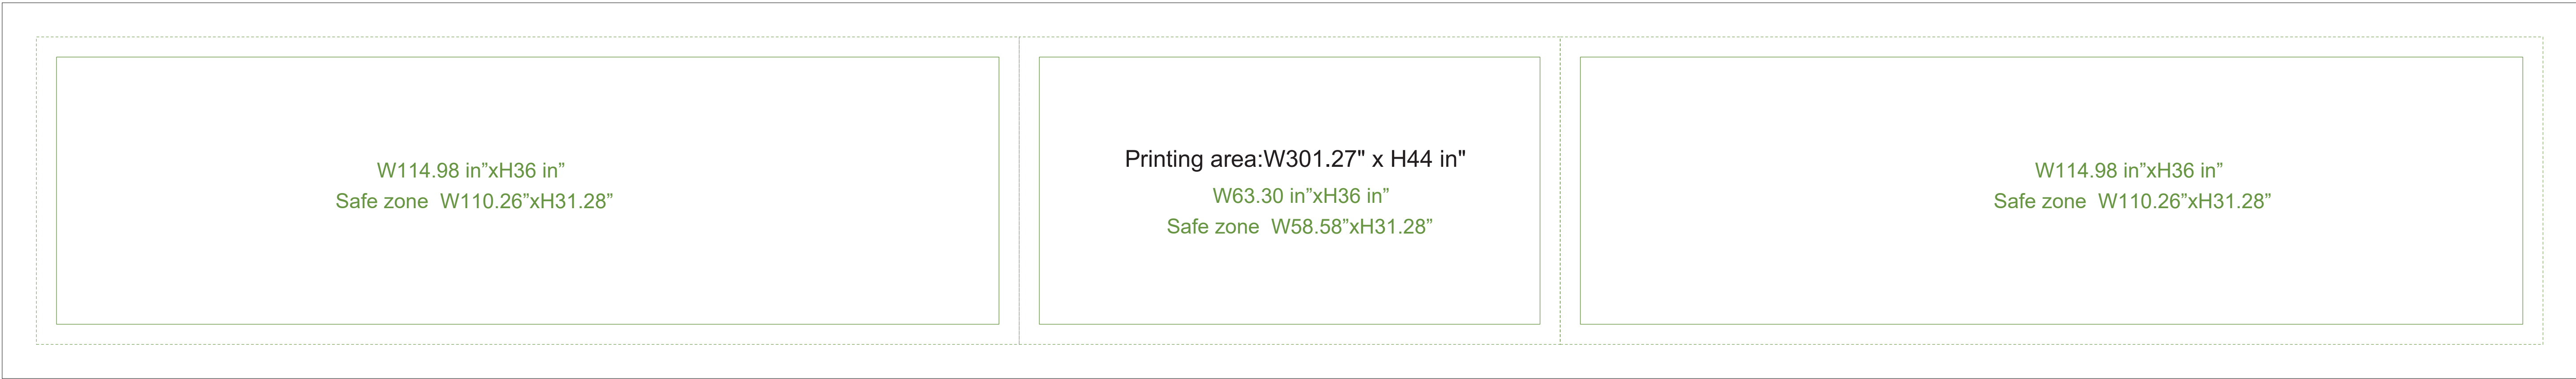 W114.98 in”xH36 in”
Safe zone  W110.26”xH31.28”
Printing area:W301.27" x H44 in"
W63.30 in”xH36 in”
Safe zone  W58.58”xH31.28”
W114.98 in”xH36 in”
Safe zone  W110.26”xH31.28”